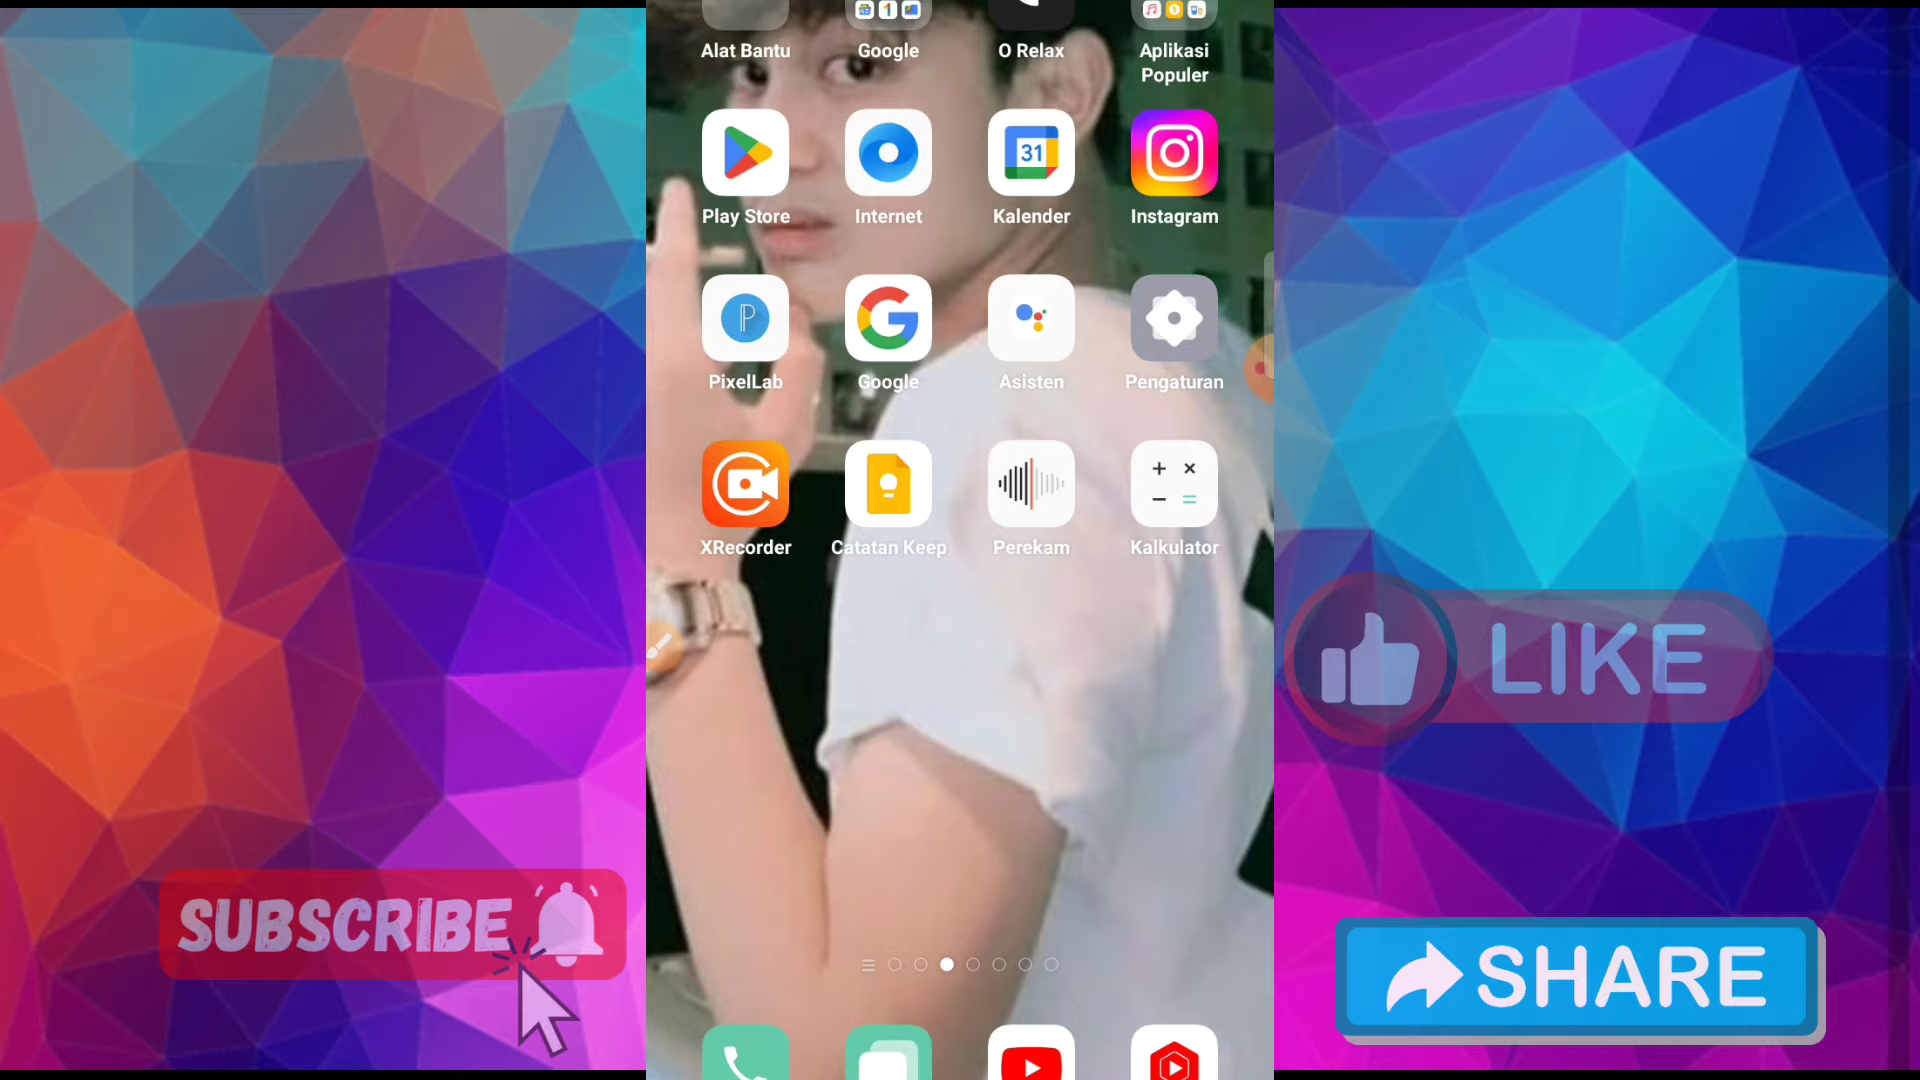 Alat Bantu
Google
O Relax
Aplikasi
Populer
31
Play Store
Internet
Kalender
Instagram
P
G
PixelLab
Google
Asisten
Pengaturan
+ ×
− =
XRecorder
Catatan Keep
Perekam
Kalkulator
LIKE
SUBSCRIBE
SHARE